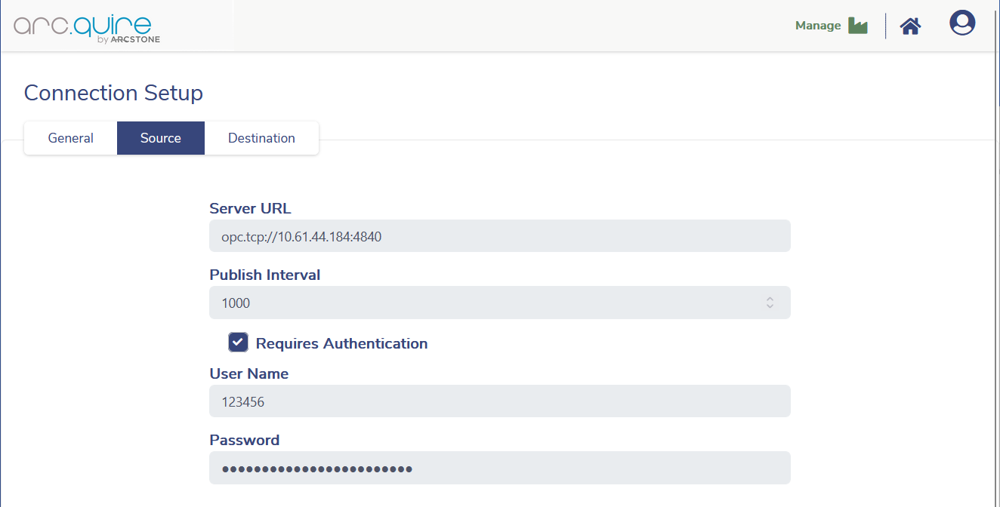 arc.quire
by ARCSTONE
Manage
Connection Setup
General
Source
Destination
Server URL
opc.tcp://10.61.44.184:4840
Publish Interval
1000
Requires Authentication
User Name
123456
Password
●●●●●●●●●●●●●●●●●●●●●●●●